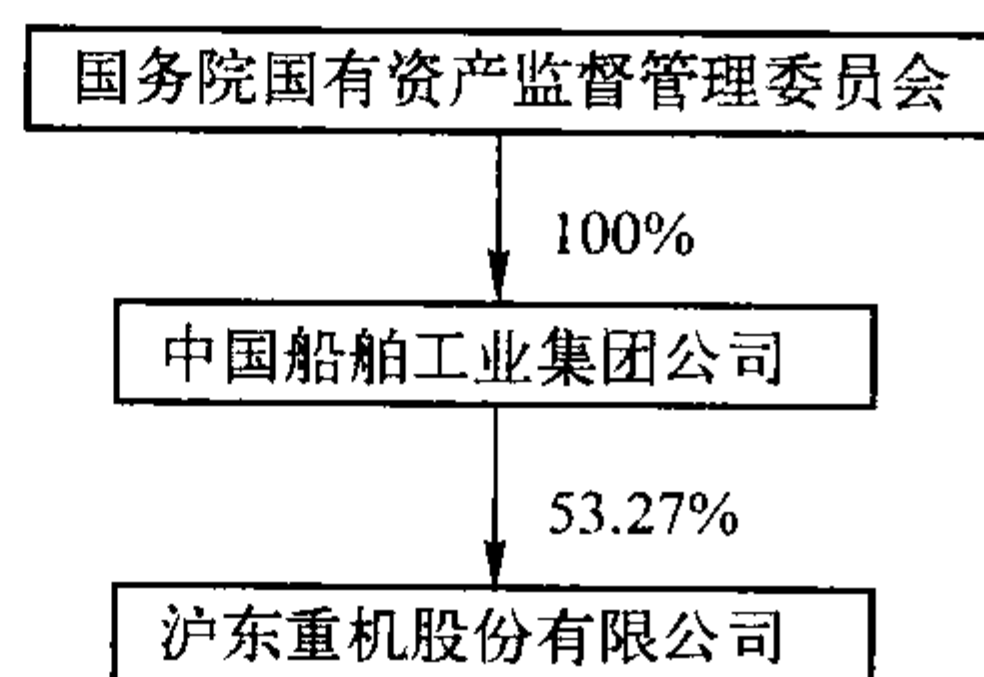 国务院国有资产监督管理委员会
100%
中国船舶工业集团公司
53.27%
沪东重机股份有限公司